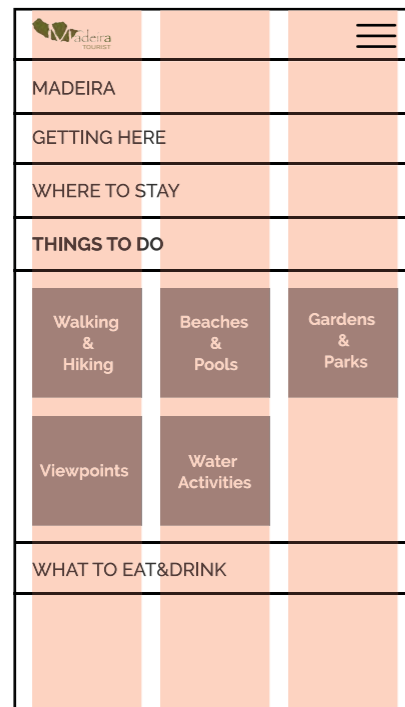 Madeira
TOURIST
MADEIRA
GETTING HERE
WHERE TO STAY
THINGS TO DO
Walking
&
Hiking
Beaches
&
Pools
Gardens
&
Parks
Viewpoints
Water
Activities
WHAT TO EAT&DRINK